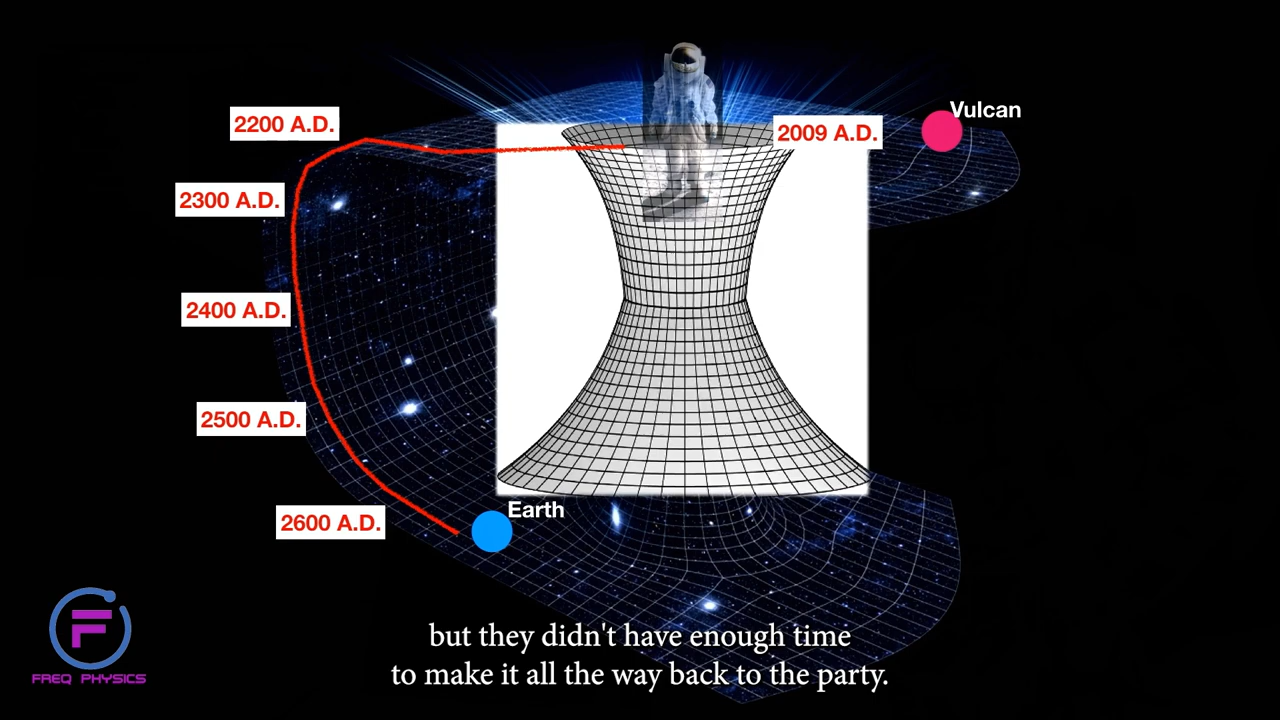 2200 A.D.
Vulcan
2009 A.D.
2300 A.D.
2400 A.D.
2500 A.D.
2600 A.D.
Earth
F
FREQ PHYSICS
but they didn't have enough time
to make it all the way back to the party.